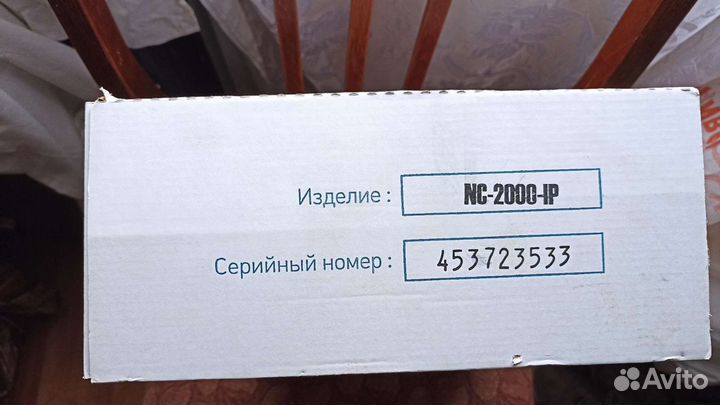 Изделие : NC-2000-IP
Серийный номер : 453723533
Avito